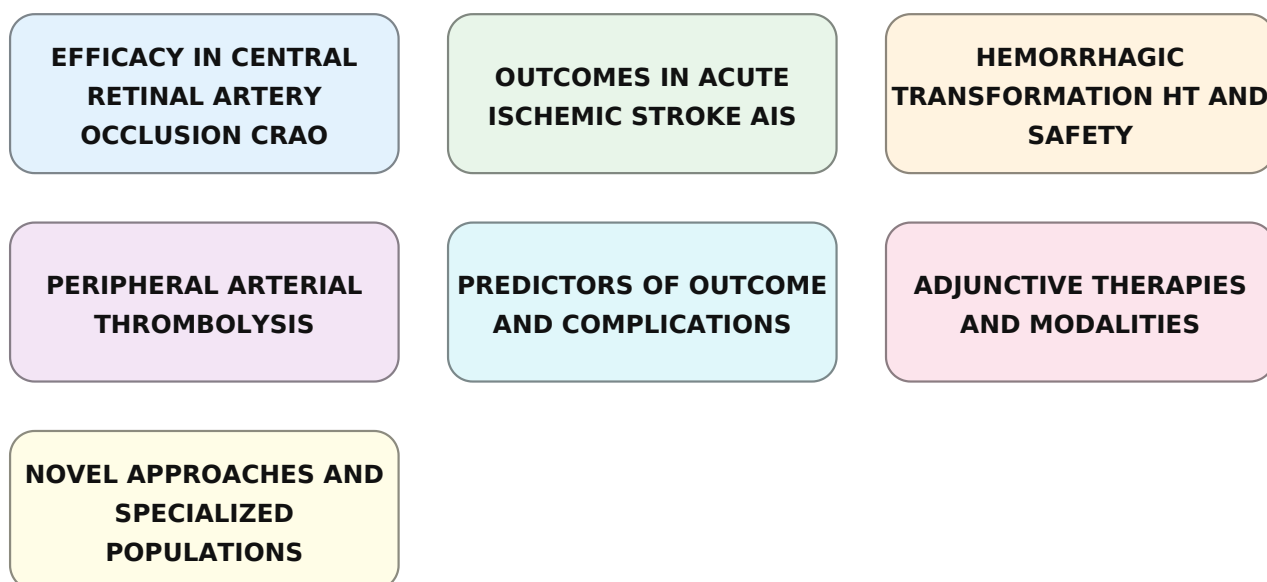 EFFICACY IN CENTRAL
RETINAL ARTERY
OCCLUSION CRAO
OUTCOMES IN ACUTE
ISCHEMIC STROKE AIS
HEMORRHAGIC
TRANSFORMATION HT AND
SAFETY
PERIPHERAL ARTERIAL
THROMBOLYSIS
PREDICTORS OF OUTCOME
AND COMPLICATIONS
ADJUNCTIVE THERAPIES
AND MODALITIES
NOVEL APPROACHES AND
SPECIALIZED
POPULATIONS